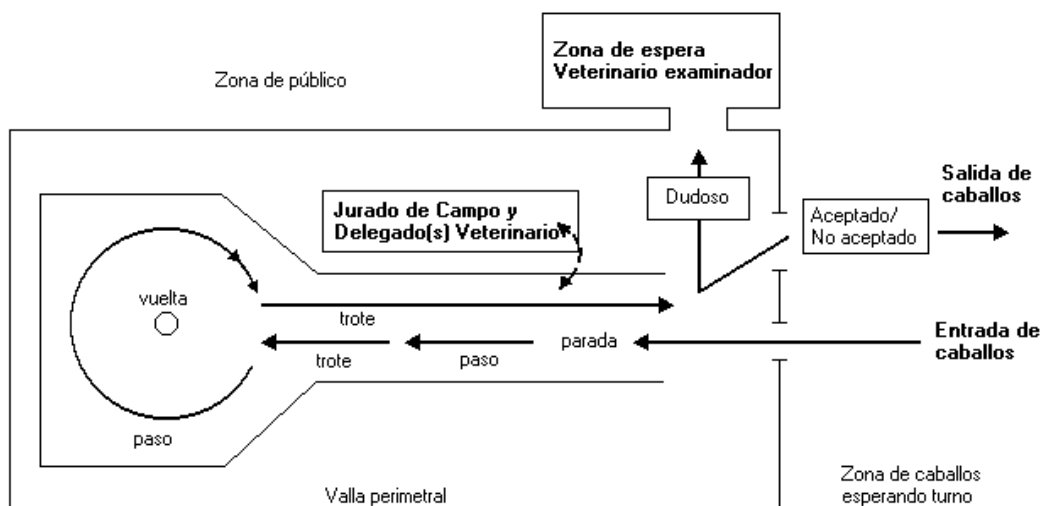 Zona de espera
Veterinario examinador
Zona de público
Salida de
caballos
Dudoso
Aceptado/
No aceptado
Jurado de Campo y
Delegado(s) Veterinario
vuelta
trote
Entrada de
caballos
parada
trote
paso
paso
Zona de caballos
esperando turno
Valla perimetral